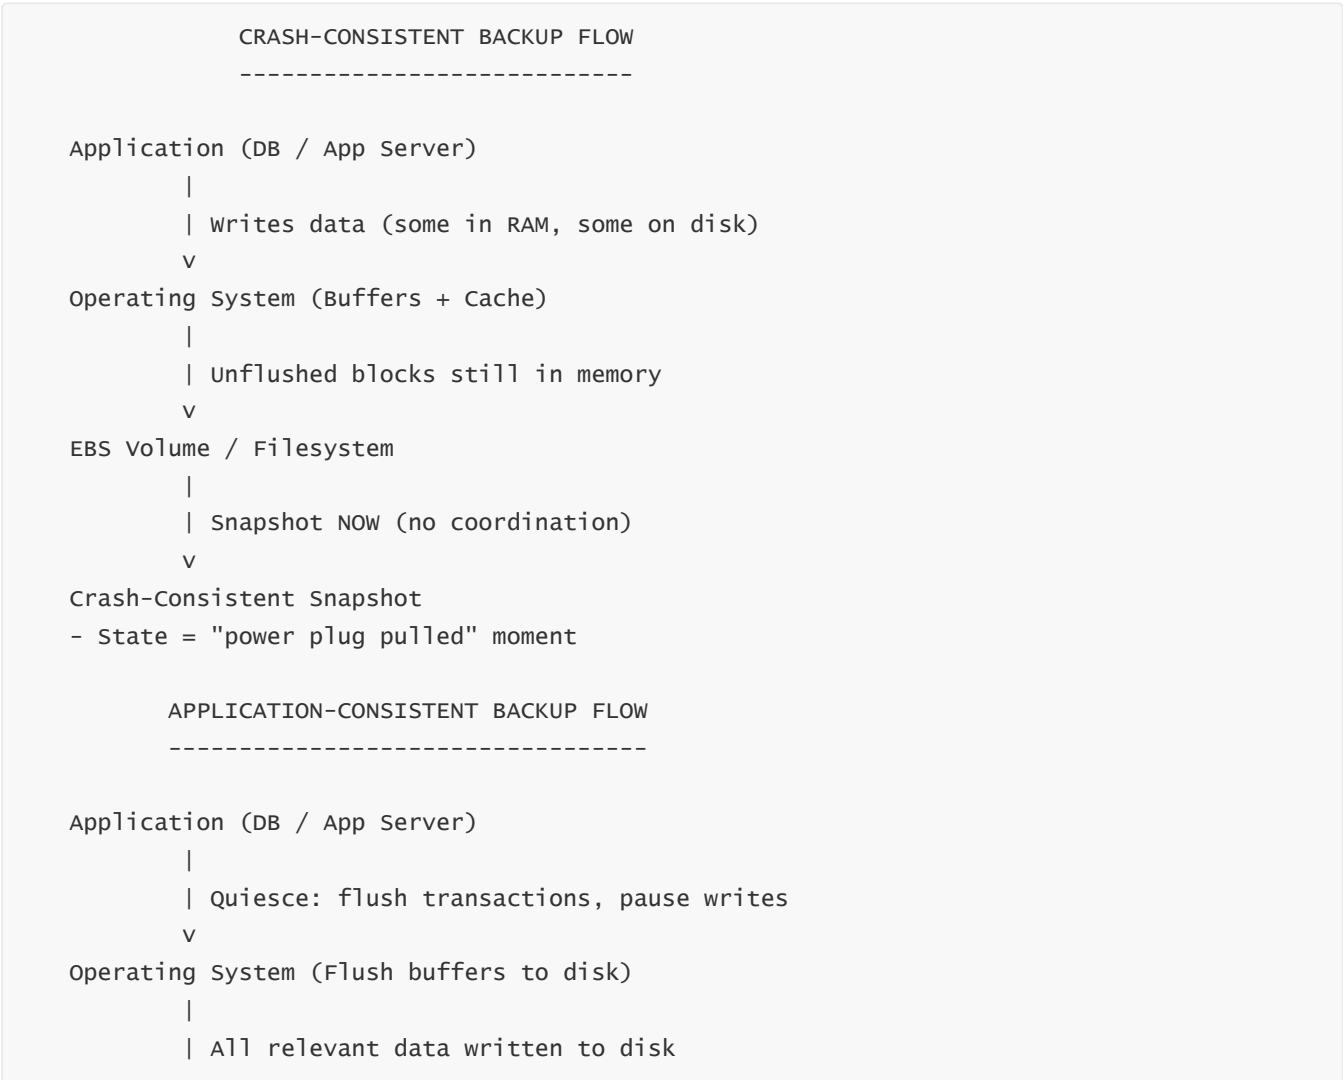 CRASH-CONSISTENT BACKUP FLOW
----------------------------
Application (DB / App Server)
|
| Writes data (some in RAM, some on disk)
v
Operating System (Buffers + Cache)
|
| Unflushed blocks still in memory
v
EBS Volume / Filesystem
|
| Snapshot NOW (no coordination)
v
Crash-Consistent Snapshot
- State = "power plug pulled" moment
APPLICATION-CONSISTENT BACKUP FLOW
----------------------------------
Application (DB / App Server)
|
| Quiesce: flush transactions, pause writes
v
Operating System (Flush buffers to disk)
|
| All relevant data written to disk